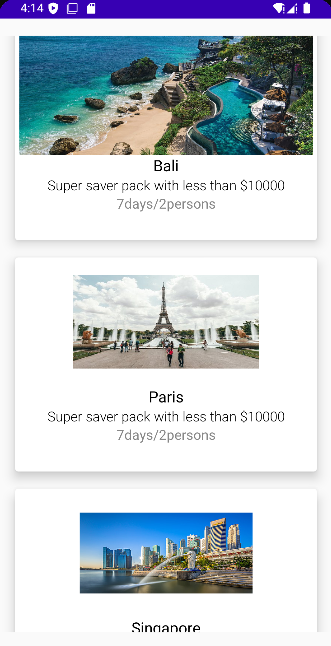 4:14
Bali
Super saver pack with less than $10000
7days/2persons
Paris
Super saver pack with less than $10000
7days/2persons
Singapore